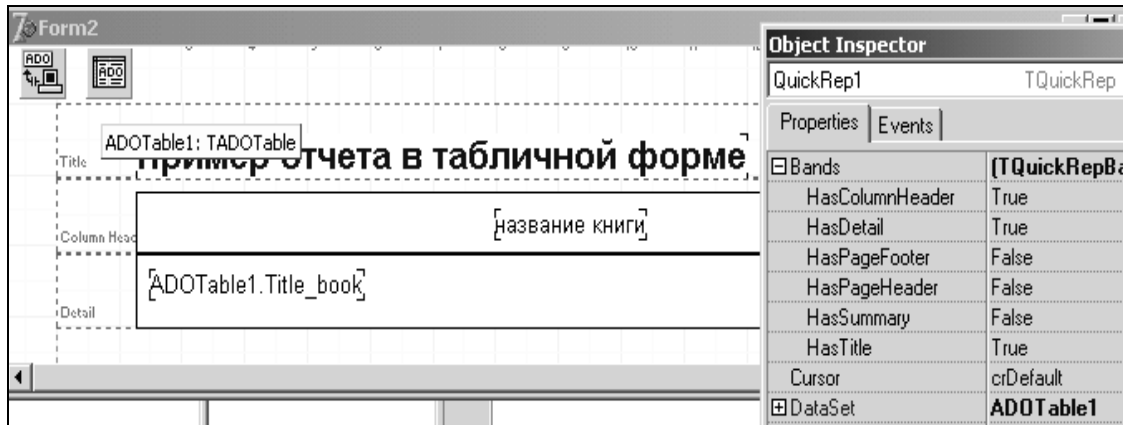 Form2
ADO
ADO
ADOTable1: TADOTable
Title
Пример отчета в табличной форме
Column Head
название книги
ADOTable1.Title_book
Detail
Object Inspector
QuickRep1 TQuickRep
Properties Events
Bands (TQuickRepBa
HasColumnHeader True
HasDetail True
HasPageFooter False
HasPageHeader False
HasSummary False
HasTitle True
Cursor crDefault
DataSet ADOTable1